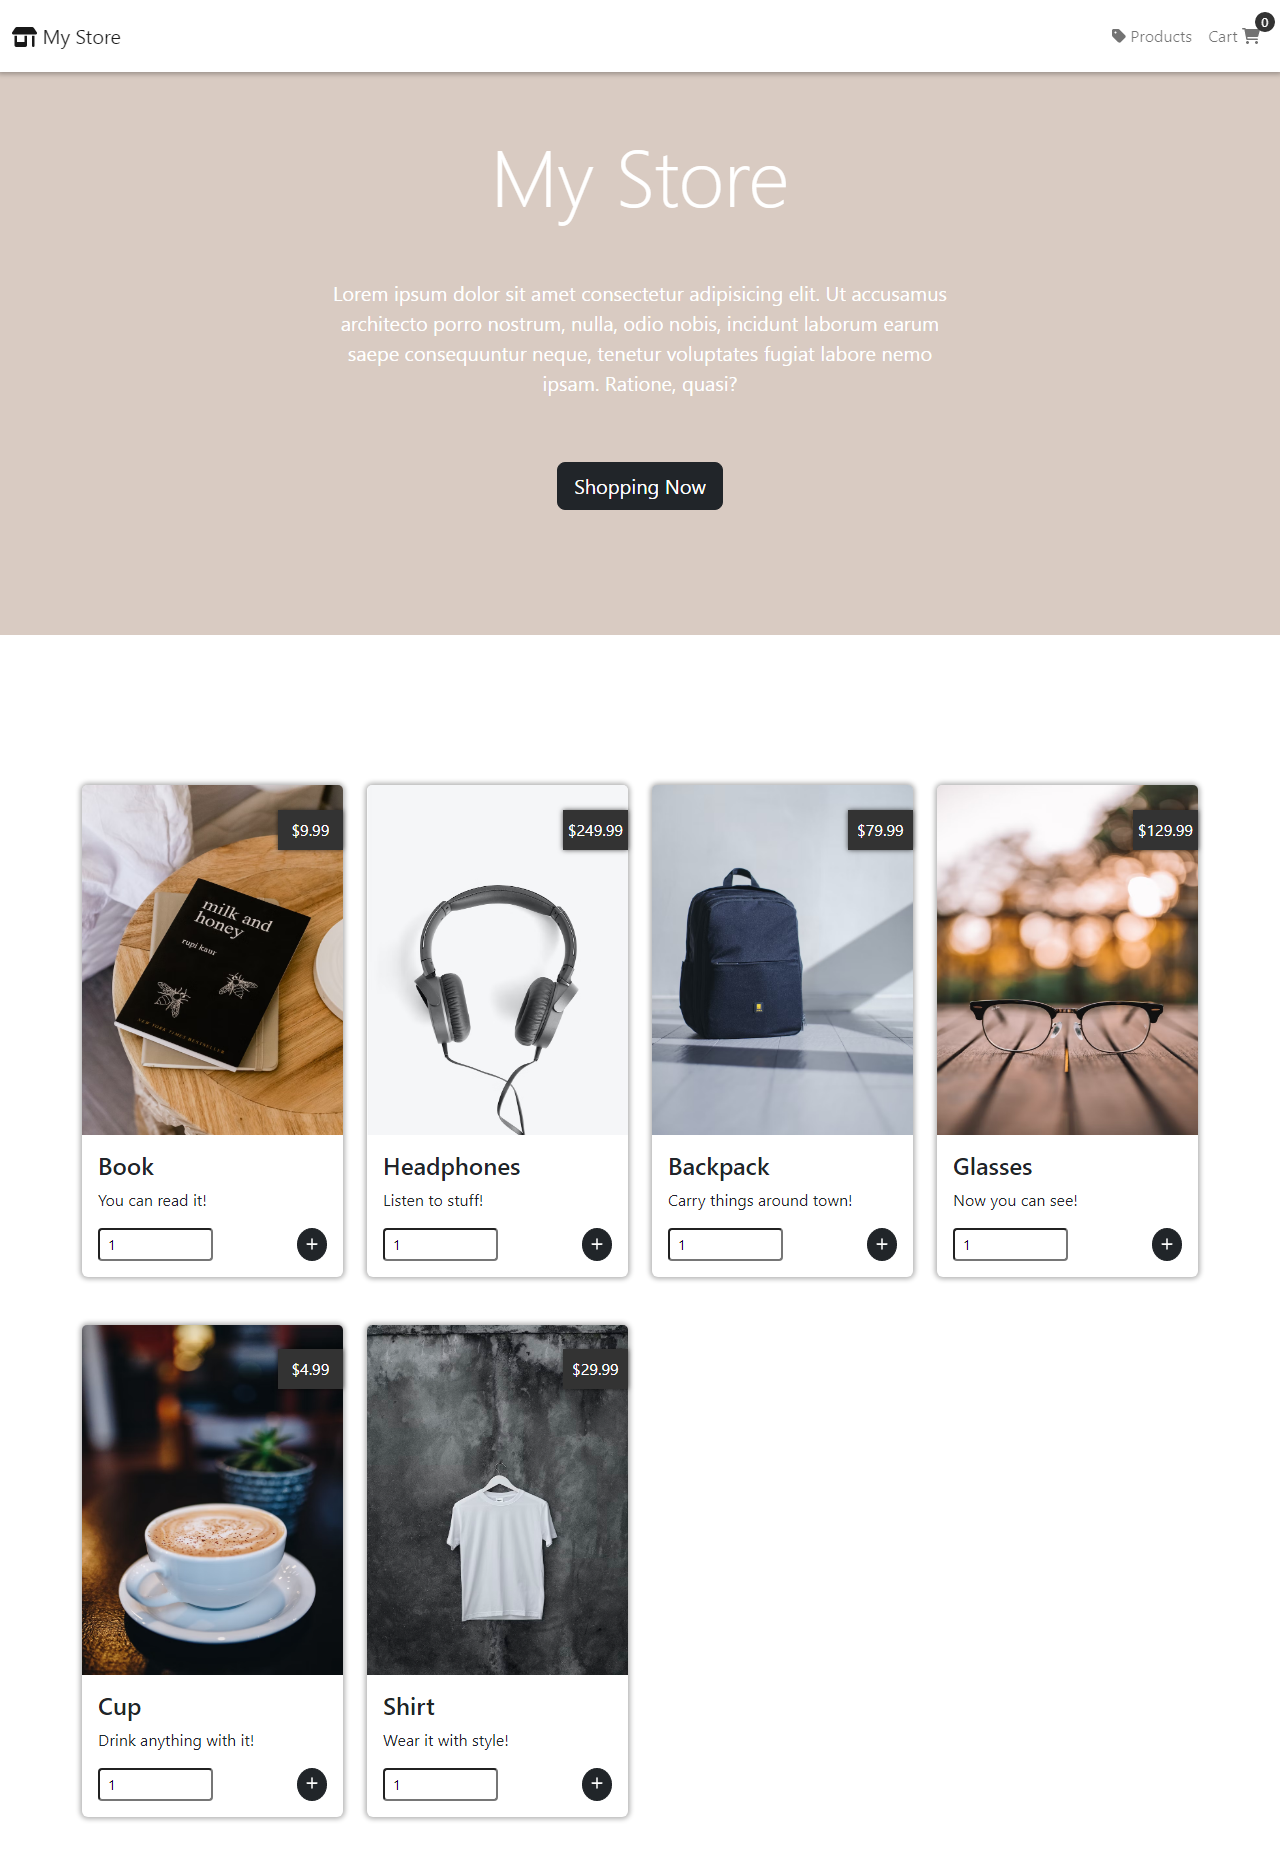 My Store
Products Cart 0
My Store
Lorem ipsum dolor sit amet consectetur adipisicing elit. Ut accusamus
architecto porro nostrum, nulla, odio nobis, incidunt laborum earum
saepe consequuntur neque, tenetur voluptates fugiat labore nemo
ipsam. Ratione, quasi?
Shopping Now
$9.99
milk and
honey
rupi kaur
Book
You can read it!
1
+
$249.99
Headphones
Listen to stuff!
1
+
$79.99
Backpack
Carry things around town!
1
+
$129.99
Glasses
Now you can see!
1
+
$4.99
Cup
Drink anything with it!
1
+
$29.99
Shirt
Wear it with style!
1
+